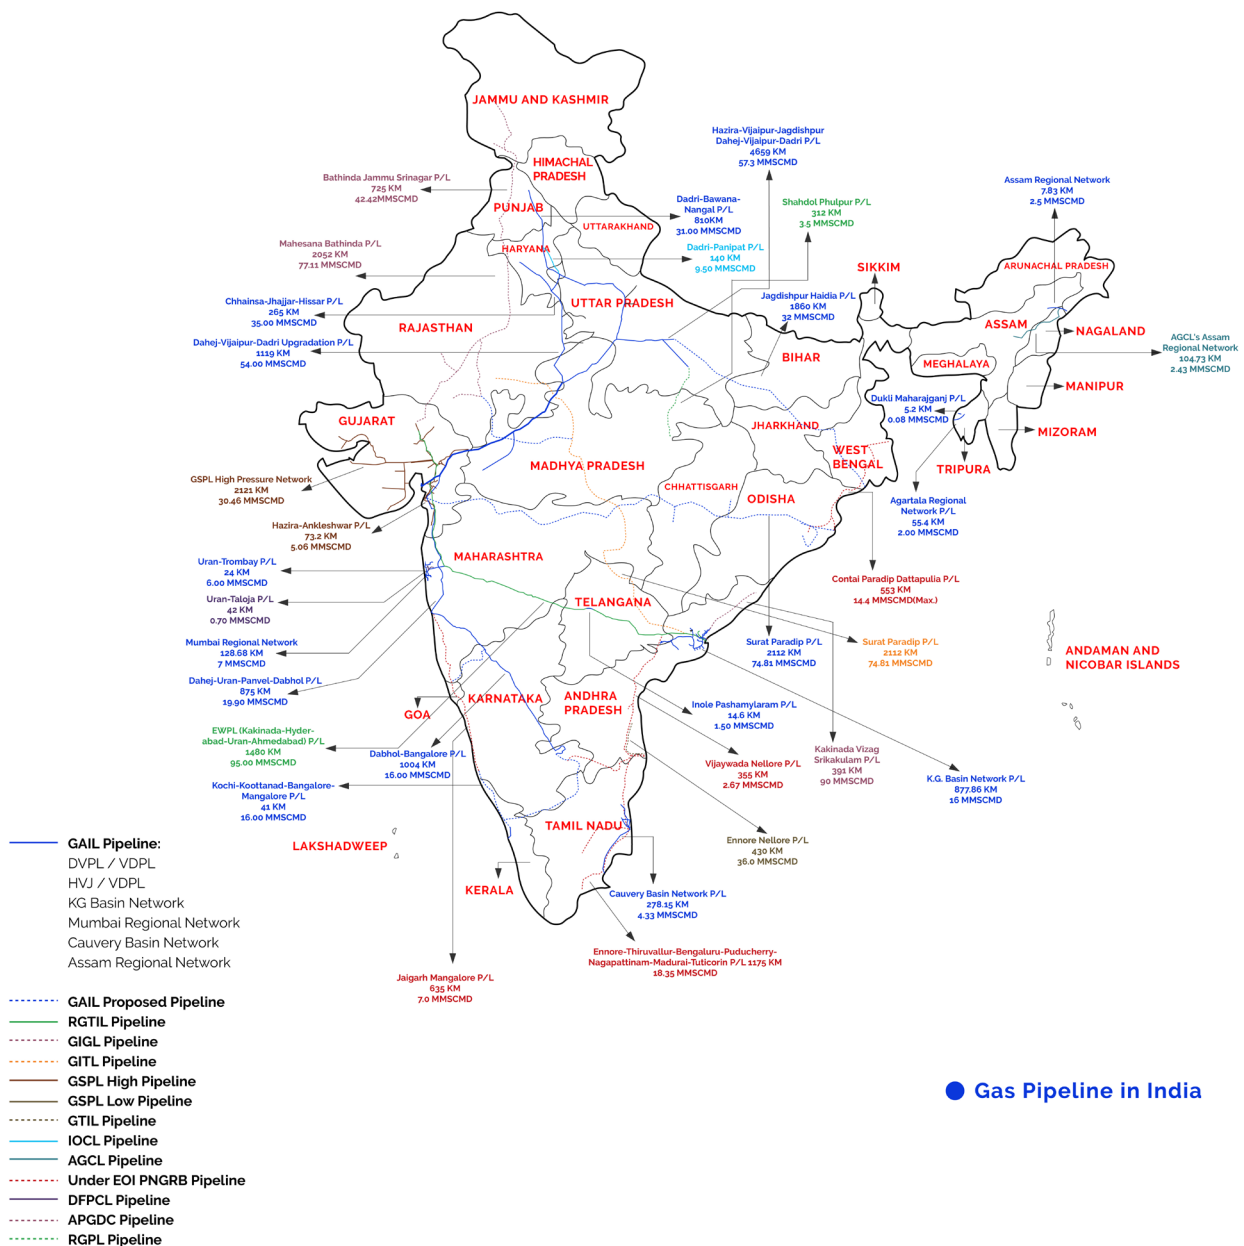 JAMMU AND KASHMIR
HIMACHAL
PRADESH
PUNJAB
UTTARAKHAND
HARYANA
UTTAR PRADESH
RAJASTHAN
SIKKIM
ARUNACHAL PRADESH
ASSAM
NAGALAND
MEGHALAYA
MANIPUR
MIZORAM
TRIPURA
BIHAR
JHARKHAND
WEST
BENGAL
GUJARAT
MADHYA PRADESH
CHHATTISGARH
ODISHA
MAHARASHTRA
TELANGANA
GOA
KARNATAKA
ANDHRA
PRADESH
TAMIL NADU
KERALA
LAKSHADWEEP
ANDAMAN AND
NICOBAR ISLANDS
Hazira-Vijaipur-Jagdishpur
Dahej-Vijaipur-Dadri P/L
4659 KM
57.3 MMSCMD
Bathinda Jammu Srinagar P/L
725 KM
42.42MMSCMD
Dadri-Bawana-
Nangal P/L
810KM
31.00 MMSCMD
Shahdol Phulpur P/L
312 KM
3.5 MMSCMD
Assam Regional Network
7.83 KM
2.5 MMSCMD
Mahesana Bathinda P/L
2052 KM
77.11 MMSCMD
Dadri-Panipat P/L
140 KM
9.50 MMSCMD
Chhainsa-Jhajjar-Hissar P/L
265 KM
35.00 MMSCMD
Jagdishpur Haidia P/L
1860 KM
32 MMSCMD
Dahej-Vijaipur-Dadri Upgradation P/L
1119 KM
54.00 MMSCMD
AGCL's Assam
Regional Network
104.73 KM
2.43 MMSCMD
Dukli Maharajganj P/L
5.2 KM
0.08 MMSCMD
GSPL High Pressure Network
2121 KM
30.46 MMSCMD
Agartala Regional
Network P/L
55.4 KM
2.00 MMSCMD
Hazira-Ankleshwar P/L
73.2 KM
5.06 MMSCMD
Uran-Trombay P/L
24 KM
6.00 MMSCMD
Contai Paradip Dattapulia P/L
553 KM
14.4 MMSCMD(Max.)
Uran-Taloja P/L
42 KM
0.70 MMSCMD
Mumbai Regional Network
128.68 KM
7 MMSCMD
Surat Paradip P/L
2112 KM
74.81 MMSCMD
Surat Paradip P/L
2112 KM
74.81 MMSCMD
Dahej-Uran-Panvel-Dabhol P/L
875 KM
19.90 MMSCMD
Inole Pashamylaram P/L
14.6 KM
1.50 MMSCMD
EWPL (Kakinada-Hyder-
abad-Uran-Ahmedabad) P/L
1480 KM
95.00 MMSCMD
Dabhol-Bangalore P/L
1004 KM
16.00 MMSCMD
Vijaywada Nellore P/L
355 KM
2.67 MMSCMD
Kakinada Vizag
Srikakulam P/L
391 KM
90 MMSCMD
K.G. Basin Network P/L
877.86 KM
16 MMSCMD
Kochi-Koottanad-Bangalore-
Mangalore P/L
41 KM
16.00 MMSCMD
Ennore Nellore P/L
430 KM
36.0 MMSCMD
Cauvery Basin Network P/L
278.15 KM
4.33 MMSCMD
Ennore-Thiruvallur-Bengaluru-Puducherry-
Nagapattinam-Madurai-Tuticorin P/L 1175 KM
18.35 MMSCMD
Jaigarh Mangalore P/L
635 KM
7.0 MMSCMD
GAIL Pipeline:
DVPL / VDPL
HVJ / VDPL
KG Basin Network
Mumbai Regional Network
Cauvery Basin Network
Assam Regional Network
GAIL Proposed Pipeline
RGTIL Pipeline
GIGL Pipeline
GITL Pipeline
GSPL High Pipeline
GSPL Low Pipeline
GTIL Pipeline
IOCL Pipeline
AGCL Pipeline
Under EOI PNGRB Pipeline
DFPCL Pipeline
APGDC Pipeline
RGPL Pipeline
Gas Pipeline in India